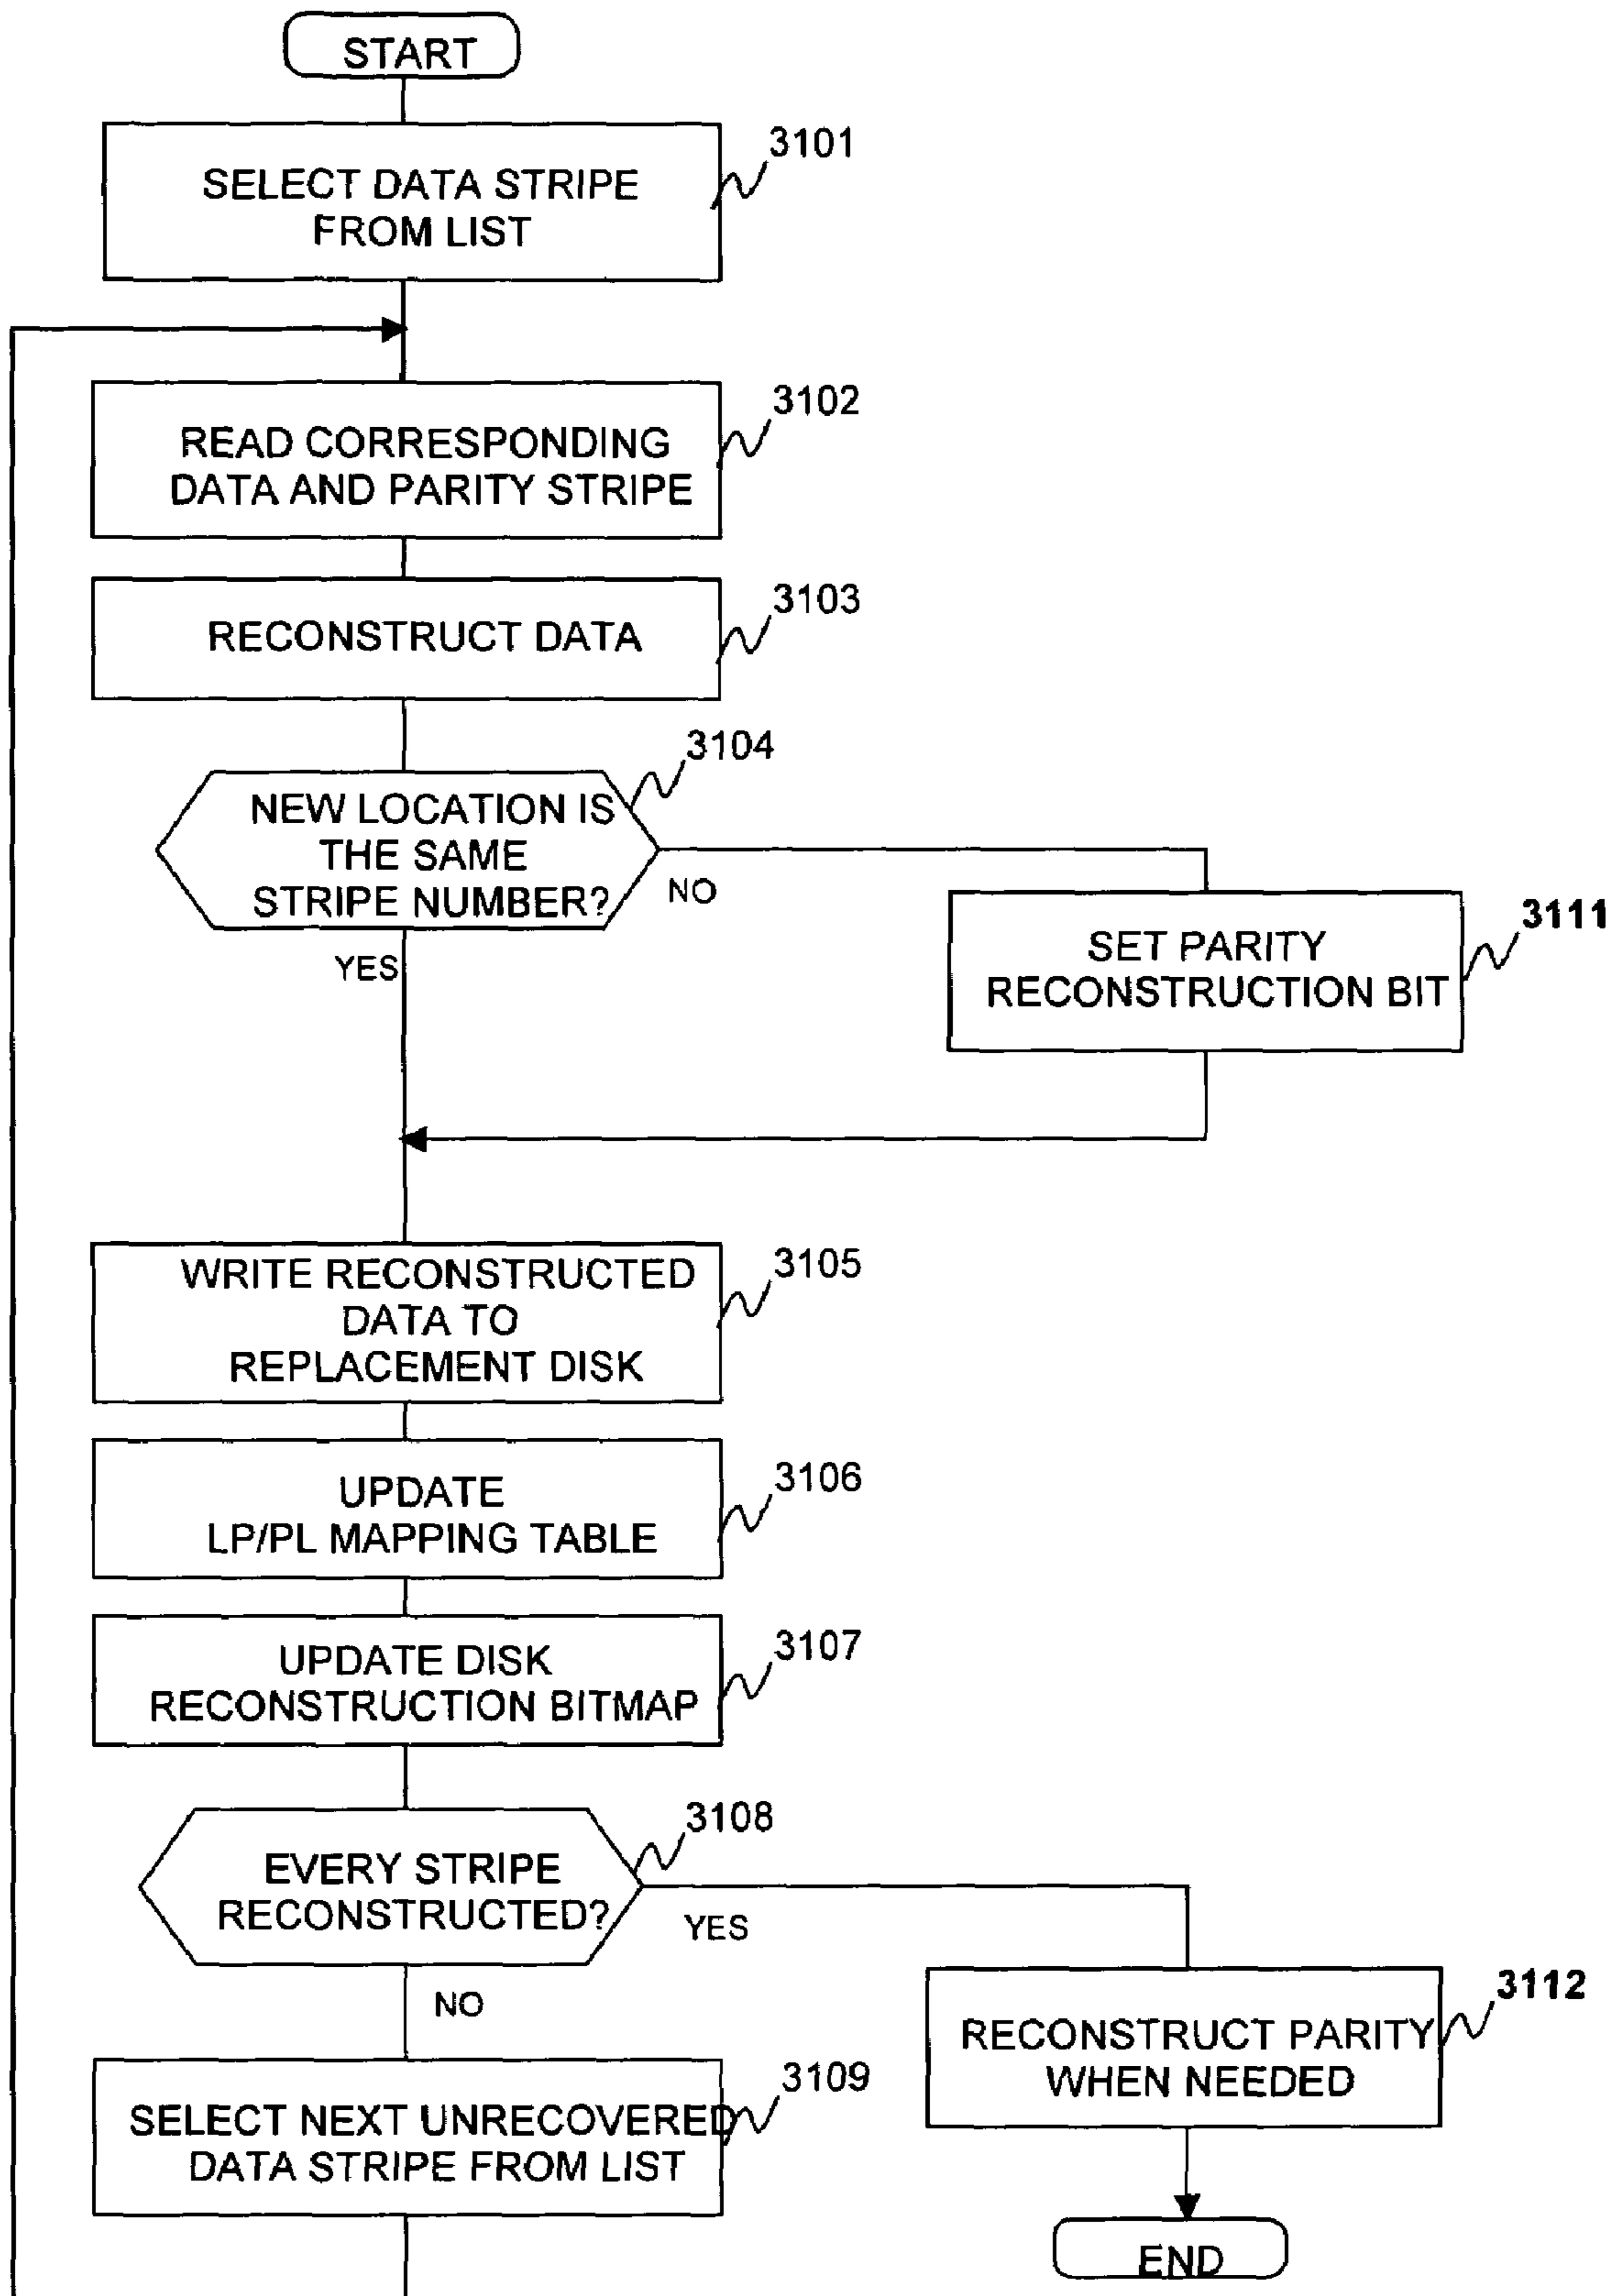 START
3101
SELECT DATA STRIPE
FROM LIST
3102
READ CORRESPONDING
DATA AND PARITY STRIPE
3103
RECONSTRUCT DATA
3104
NEW LOCATION IS
THE SAME
STRIPE NUMBER?
NO
YES
3111
SET PARITY
RECONSTRUCTION BIT
3105
WRITE RECONSTRUCTED
DATA TO
REPLACEMENT DISK
3106
UPDATE
LP/PL MAPPING TABLE
3107
UPDATE DISK
RECONSTRUCTION BITMAP
3108
EVERY STRIPE
RECONSTRUCTED?
YES
NO
3112
RECONSTRUCT PARITY
WHEN NEEDED
3109
SELECT NEXT UNRECOVERED
DATA STRIPE FROM LIST
END